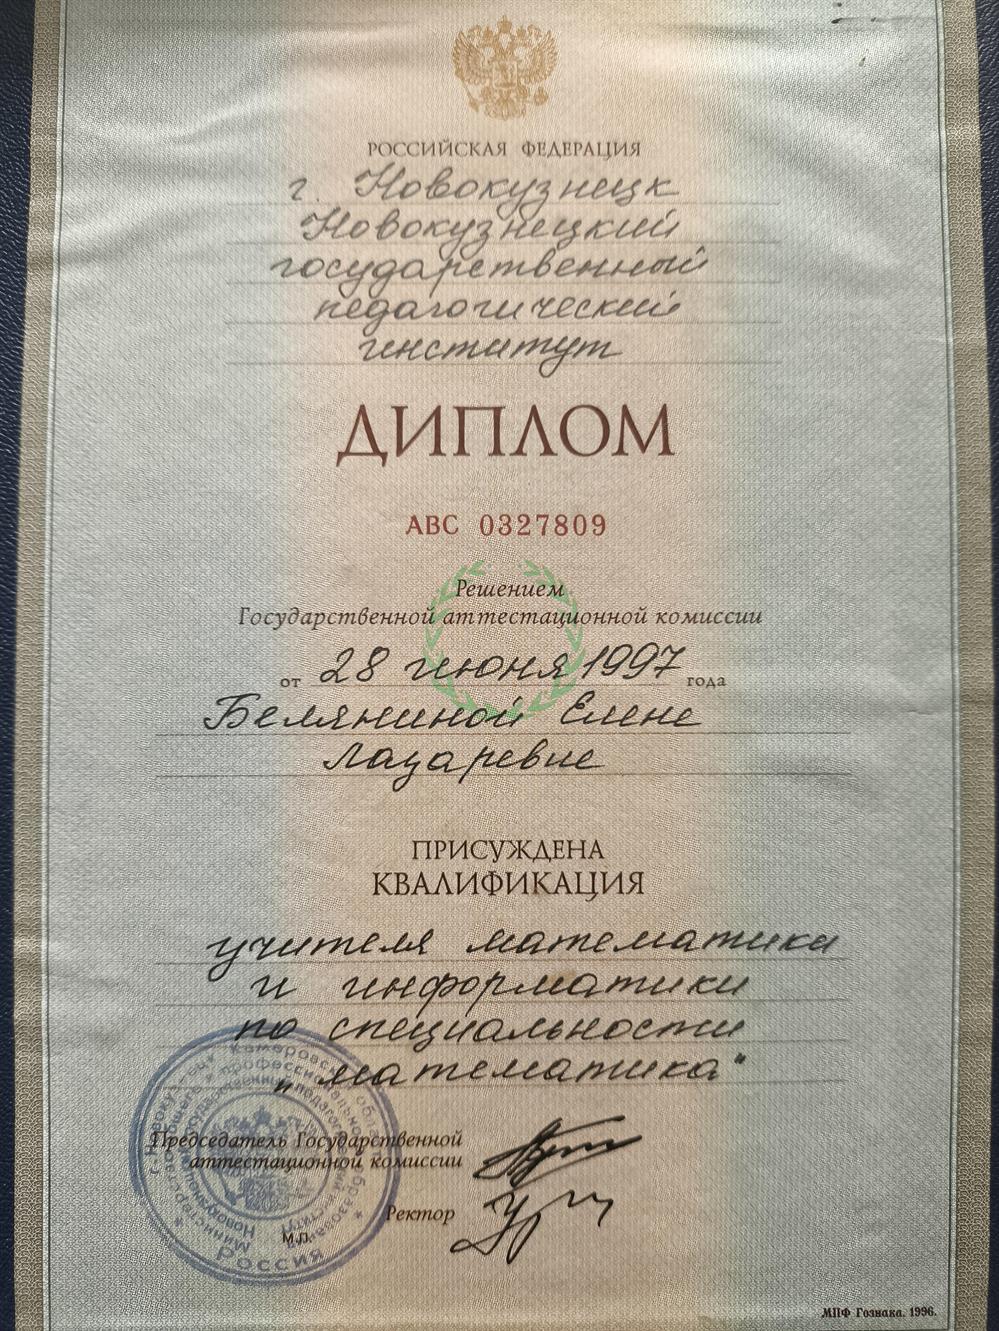 РОССИЙСКАЯ ФЕДЕРАЦИЯ
г. Новокузнецк
Новокузнецкий
государственный
педагогический
институт
ДИПЛОМ
АВС 0327809
Решением
Государственной аттестационной комиссии
от 28 июня 1997 года
Беляниной Елене
Лазаревне
ПРИСУЖДЕНА
КВАЛИФИКАЦИЯ
учителя математики
и информатики
по специальности
„математика"
Председатель Государственной
аттестационной комиссии
Ректор
М.П.
РОССИЯ
МПФ Гознака. 1996.